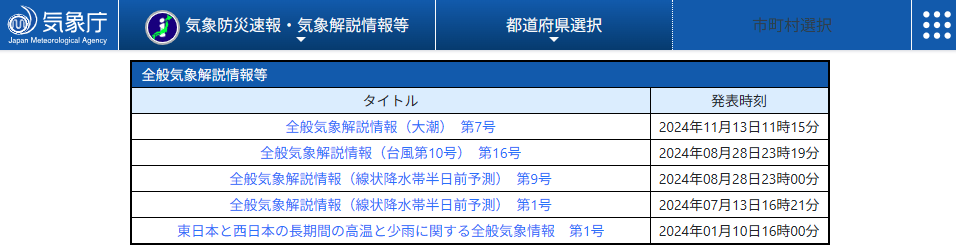 気象庁
Japan Meteorological Agency
気象防災速報・気象解説情報等
都道府県選択
市町村選択
全般気象解説情報等
タイトル 発表時刻
全般気象解説情報（大潮） 第7号 2024年11月13日11時15分
全般気象解説情報（台風第10号） 第16号 2024年08月28日23時19分
全般気象解説情報（線状降水帯半日前予測） 第9号 2024年08月28日23時00分
全般気象解説情報（線状降水帯半日前予測） 第1号 2024年07月13日16時21分
東日本と西日本の長期間の高温と少雨に関する全般気象情報 第1号 2024年01月10日16時00分